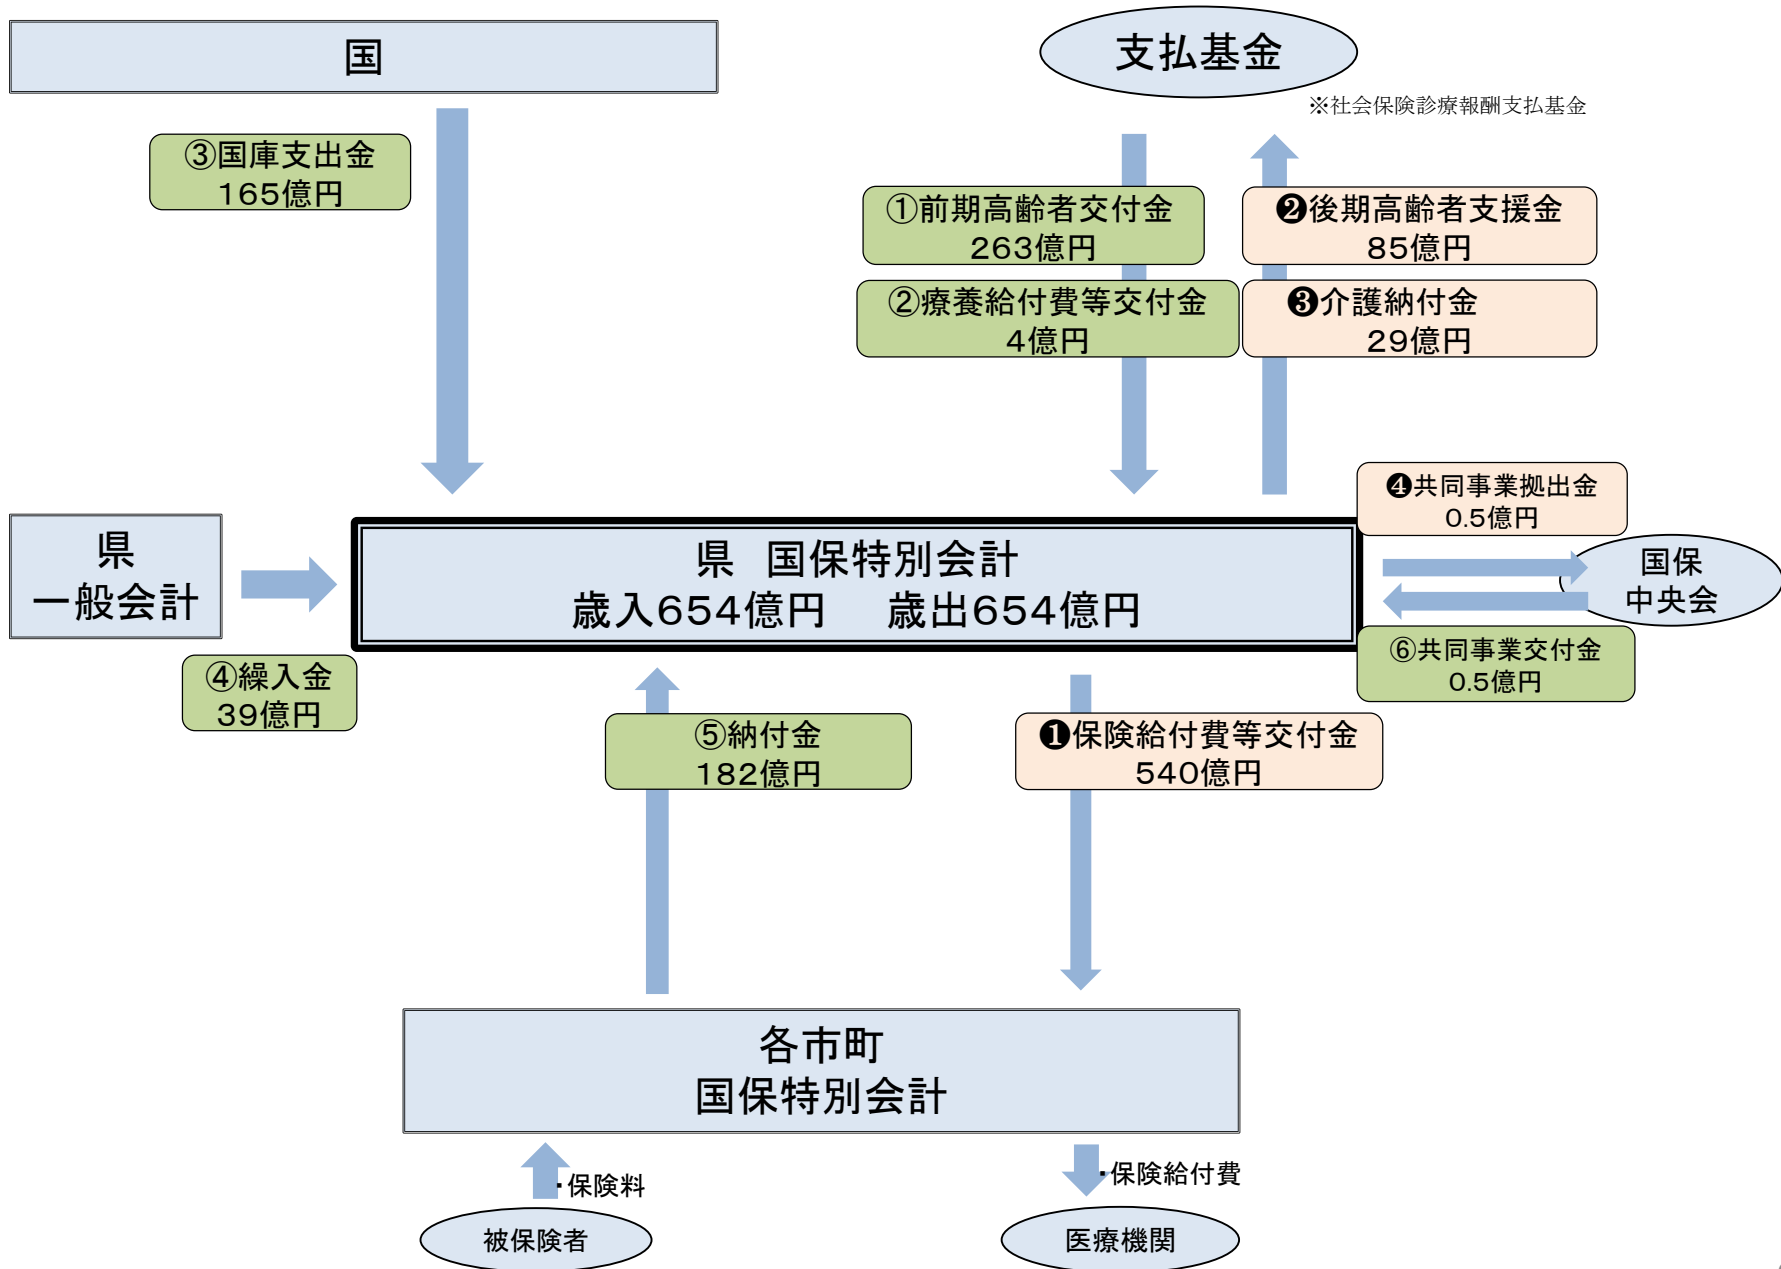 国
支払基金
※社会保険診療報酬支払基金
③国庫支出金
165億円
①前期高齢者交付金
263億円
❷後期高齢者支援金
85億円
②療養給付費等交付金
4億円
❸介護納付金
29億円
県
一般会計
県 国保特別会計
歳入654億円 歳出654億円
❹共同事業拠出金
0.5億円
国保
中央会
⑥共同事業交付金
0.5億円
④繰入金
39億円
⑤納付金
182億円
❶保険給付費等交付金
540億円
各市町
国保特別会計
・保険料
・保険給付費
被保険者
医療機関